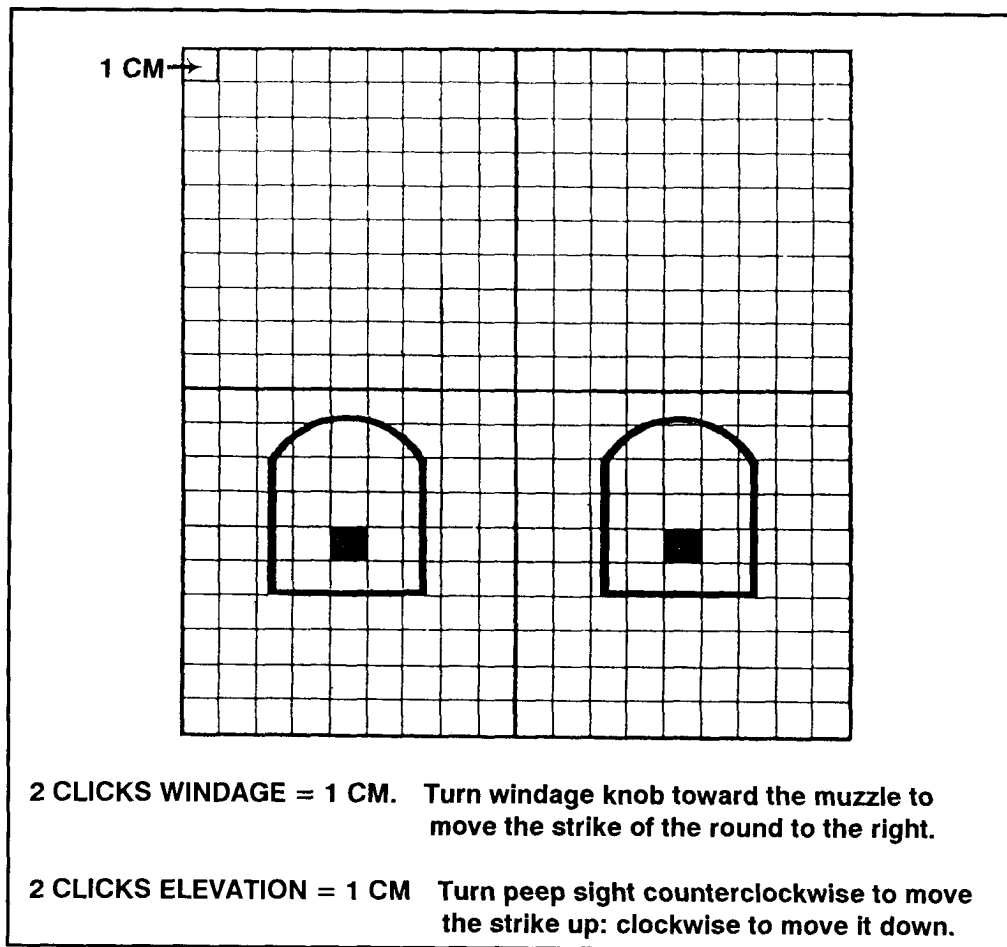 1 CM
2 CLICKS WINDAGE = 1 CM. Turn windage knob toward the muzzle to
move the strike of the round to the right.
2 CLICKS ELEVATION = 1 CM Turn peep sight counterclockwise to move
the strike up: clockwise to move it down.